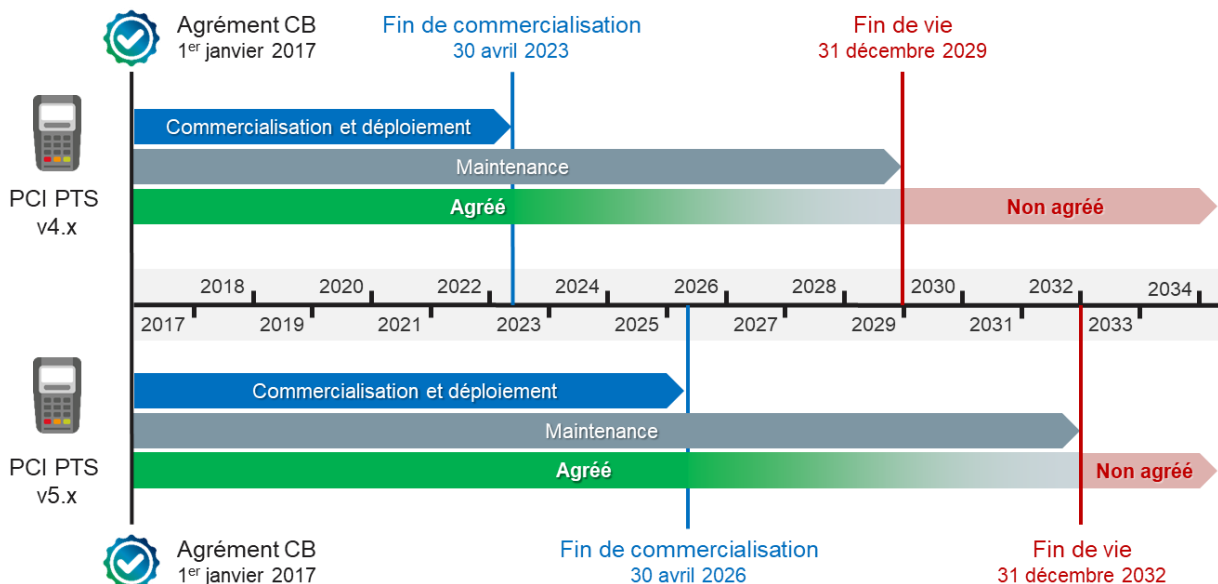 Agrément CB
1er janvier 2017
Fin de commercialisation
30 avril 2023
Fin de vie
31 décembre 2029
PCI PTS
v4.x
Commercialisation et déploiement
Maintenance
Agréé
Non agréé
2018 2020 2022 2024 2026 2028 2030 2032 2034
2017 2019 2021 2023 2025 2027 2029 2031 2033
PCI PTS
v5.x
Commercialisation et déploiement
Maintenance
Agréé
Non agréé
Agrément CB
1er janvier 2017
Fin de commercialisation
30 avril 2026
Fin de vie
31 décembre 2032